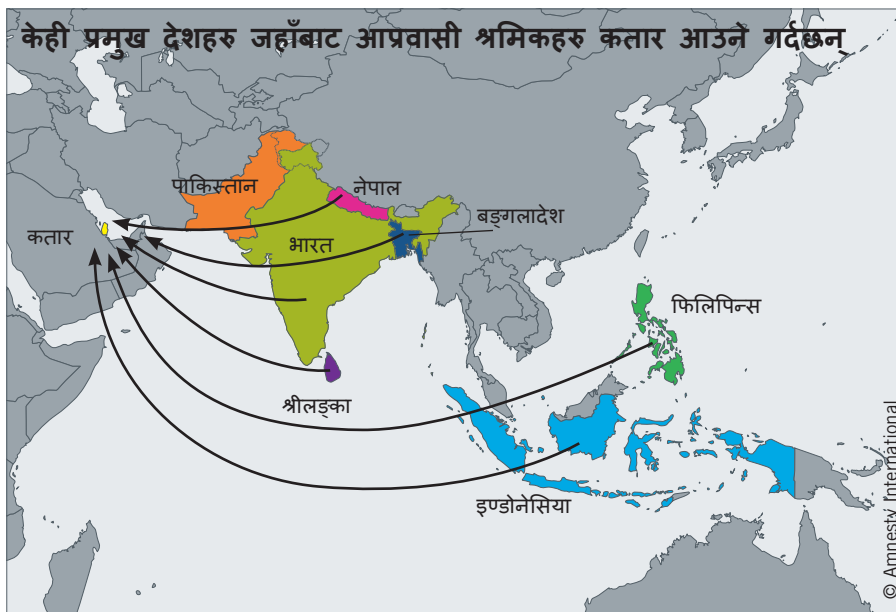 केही प्रमुख देशहरु जहाँबाट आप्रवासी श्रमिकहरु कतार आउने गर्दछन्
पाकिस्तान
नेपाल
बङ्गलादेश
कतार
भारत
फिलिपिन्स
श्रीलङ्का
इण्डोनेसिया
© Amnesty International